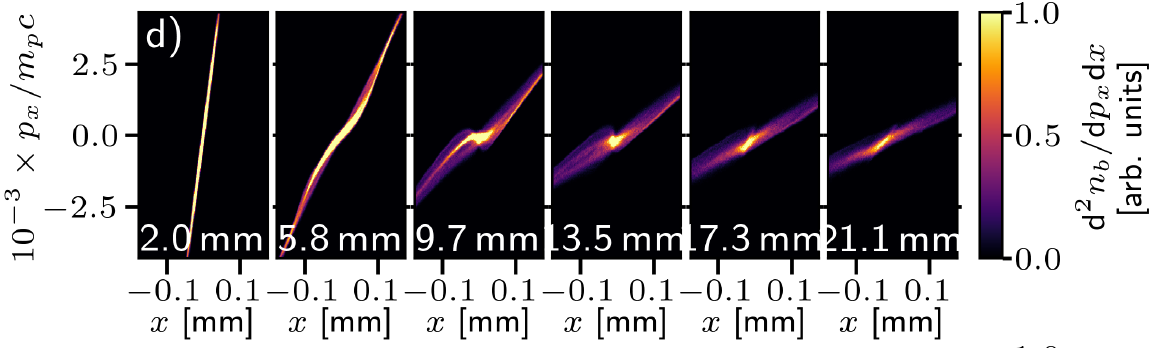 d)
10⁻³ × pₓ/mₚc
2.5
0.0
−2.5
2.0 mm
5.8 mm
9.7 mm
13.5 mm
17.3 mm
21.1 mm
−0.1 0.1 −0.1 0.1 −0.1 0.1 −0.1 0.1 −0.1 0.1 −0.1 0.1
x [mm] x [mm] x [mm] x [mm] x [mm] x [mm]
1.0
0.5
0.0
d²n_b/dpₓdx
[arb. units]